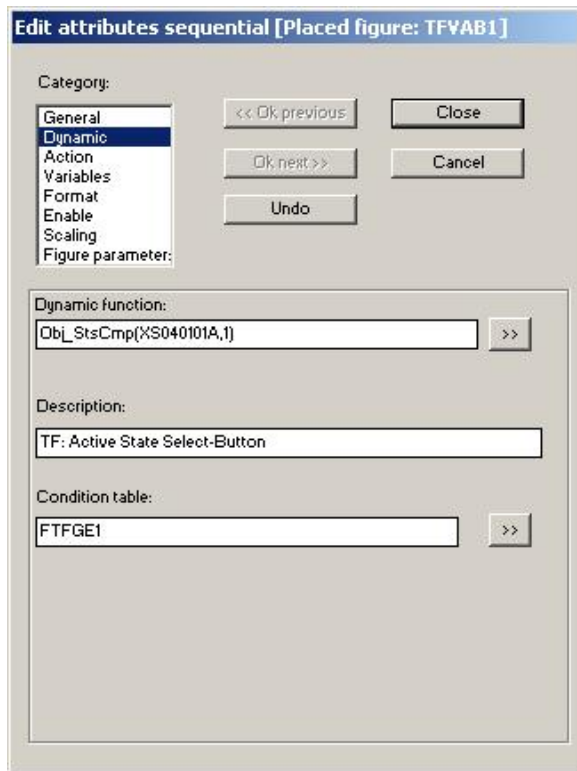 Edit attributes sequential [Placed figure: TFVAB1]
Category:
General
Dynamic
Action
Variables
Format
Enable
Scaling
Figure parameter:
<< Ok previous
Close
Ok next >>
Cancel
Undo
Dynamic function:
Obj_StsCmp(XS040101A,1)
>>
Description:
TF: Active State Select-Button
Condition table:
FTFGE1
>>